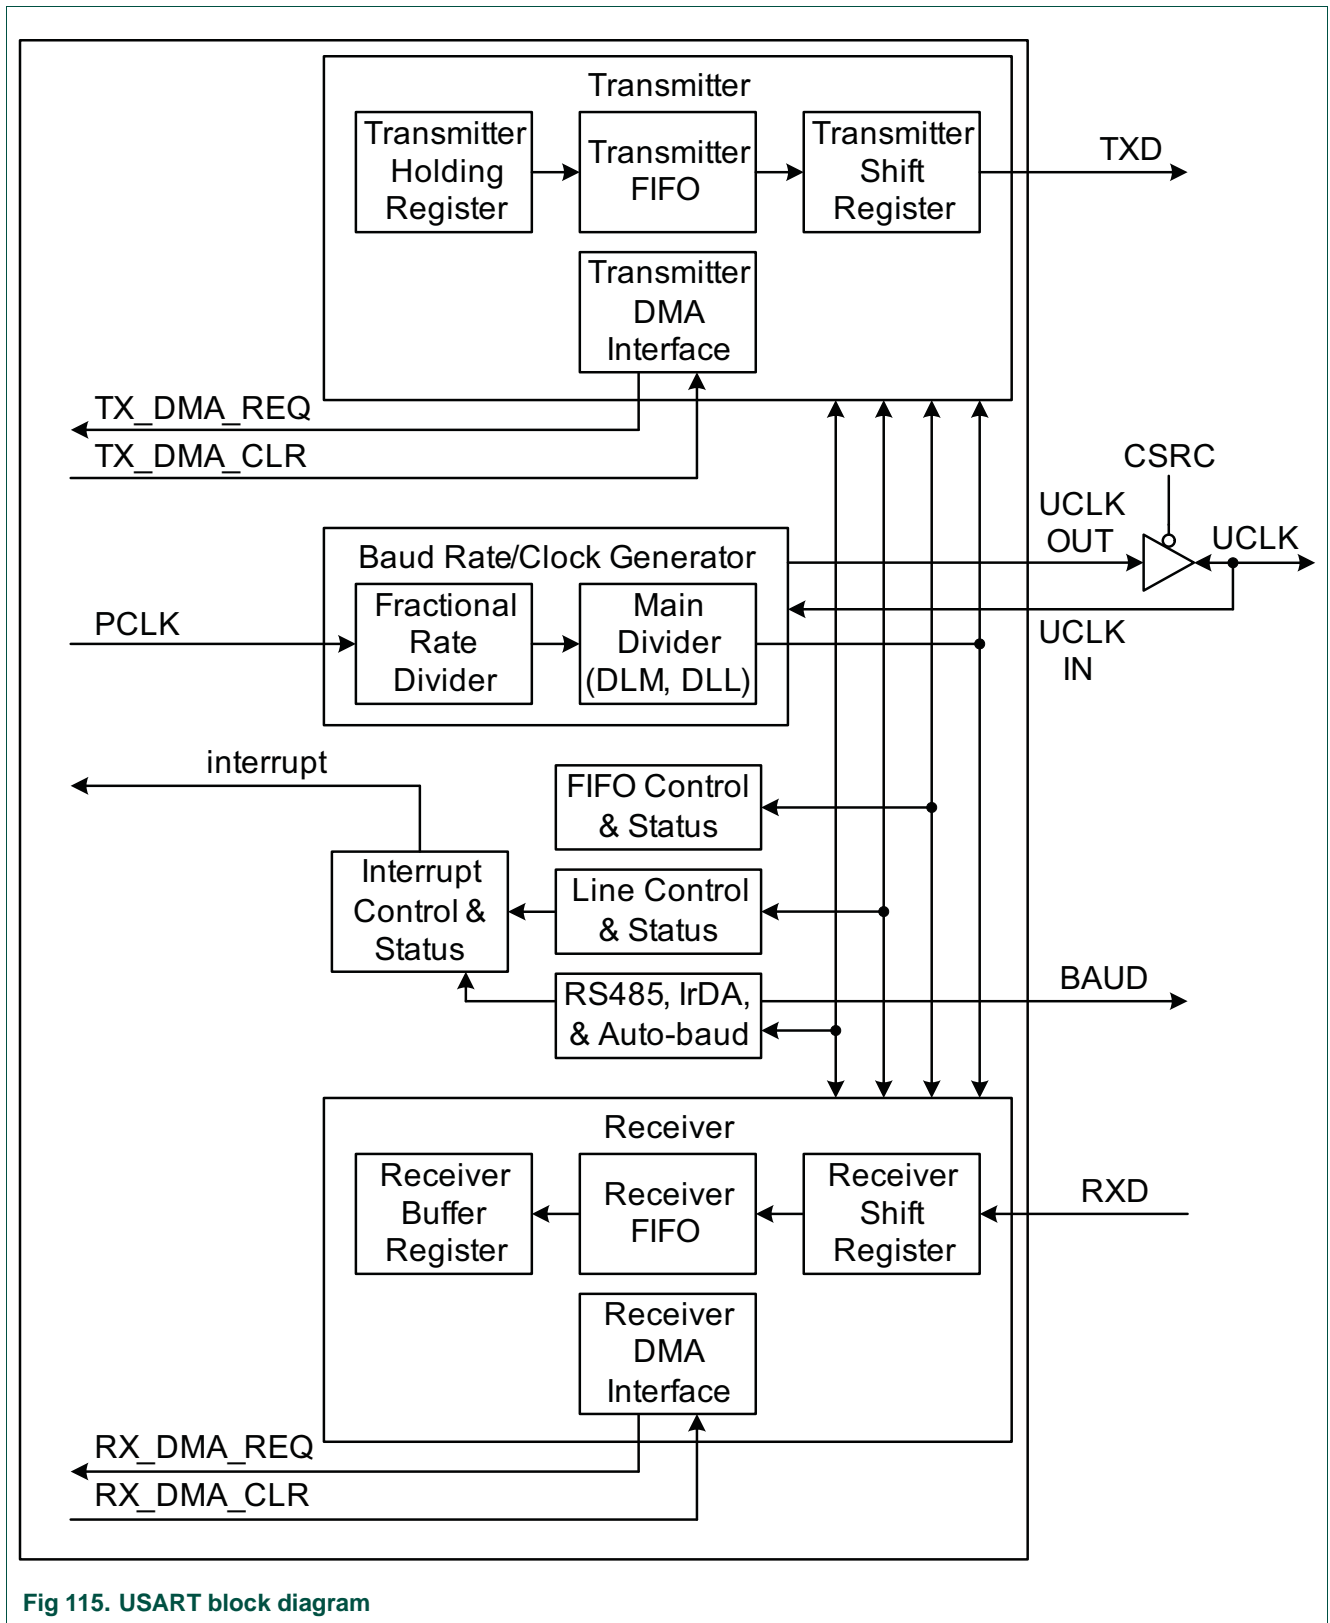 Transmitter
Transmitter
Holding
Register
Transmitter
FIFO
Transmitter
Shift
Register
TXD
Transmitter
DMA
Interface
TX_DMA_REQ
TX_DMA_CLR
CSRC
UCLK
OUT
UCLK
Baud Rate/Clock Generator
PCLK
Fractional
Rate
Divider
Main
Divider
(DLM, DLL)
UCLK
IN
interrupt
FIFO Control
& Status
Interrupt
Control &
Status
Line Control
& Status
RS485, IrDA,
& Auto-baud
BAUD
Receiver
Receiver
Buffer
Register
Receiver
FIFO
Receiver
Shift
Register
RXD
Receiver
DMA
Interface
RX_DMA_REQ
RX_DMA_CLR
Fig 115. USART block diagram